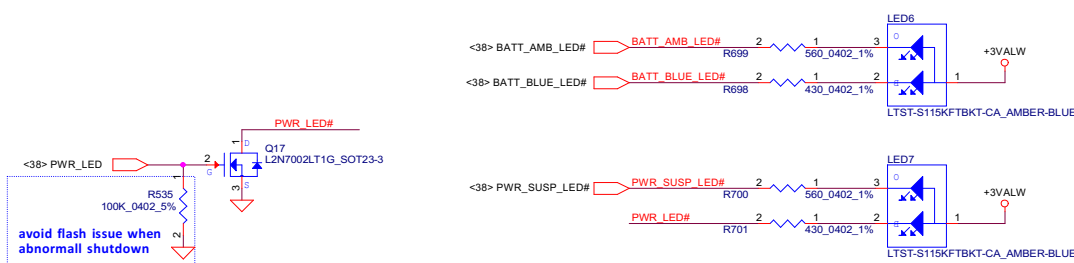 LED6
<38> BATT_AMB_LED# BATT_AMB_LED# 2 1 3 O
R699 560_0402_1%
+3VALW
<38> BATT_BLUE_LED# BATT_BLUE_LED# 2 1 2 1
R698 430_0402_1%
LTST-S115KFTBKT-CA_AMBER-BLUE
PWR_LED#
1 D
Q17
L2N7002LT1G_SOT23-3
<38> PWR_LED 2 G
3 S
1
R535
100K_0402_5%
2
avoid flash issue when
abnormall shutdown
LED7
<38> PWR_SUSP_LED# PWR_SUSP_LED# 2 1 3 O
R700 560_0402_1%
+3VALW
PWR_LED# 2 1 2 1
R701 430_0402_1%
LTST-S115KFTBKT-CA_AMBER-BLUE